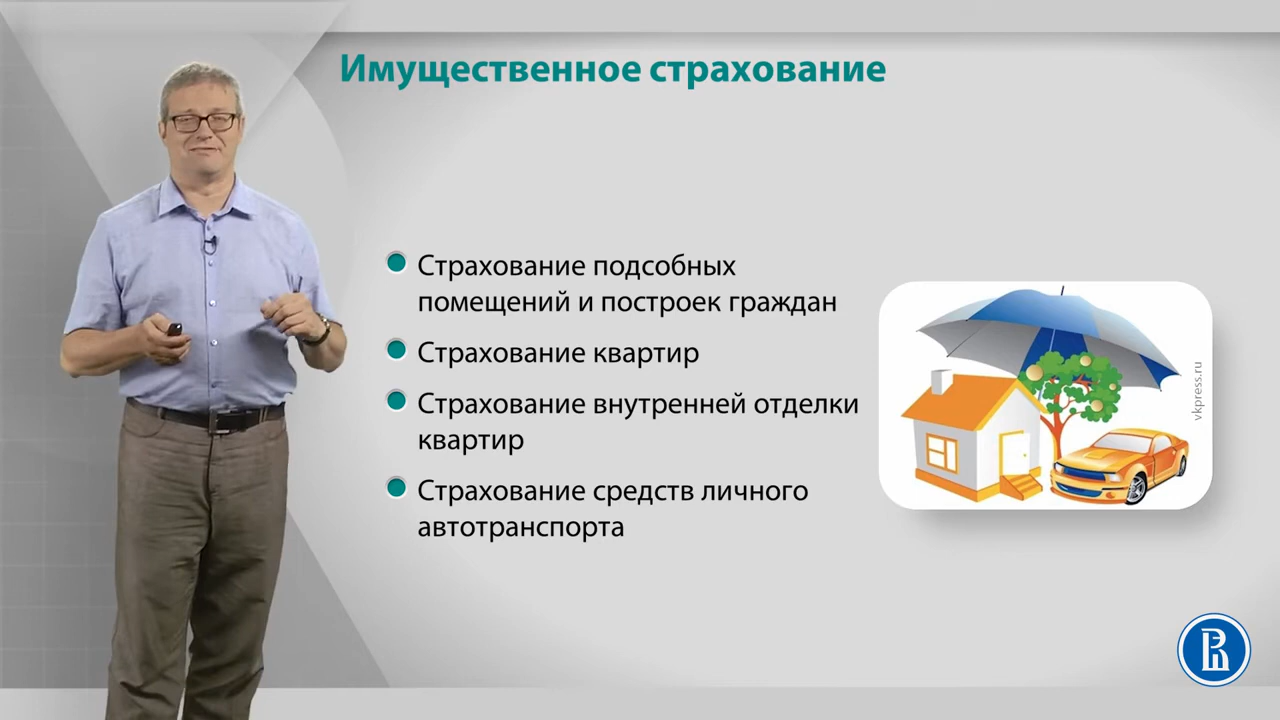 Имущественное страхование
Страхование подсобных
помещений и построек граждан
Страхование квартир
Страхование внутренней отделки
квартир
Страхование средств личного
автотранспорта
vkpress.ru